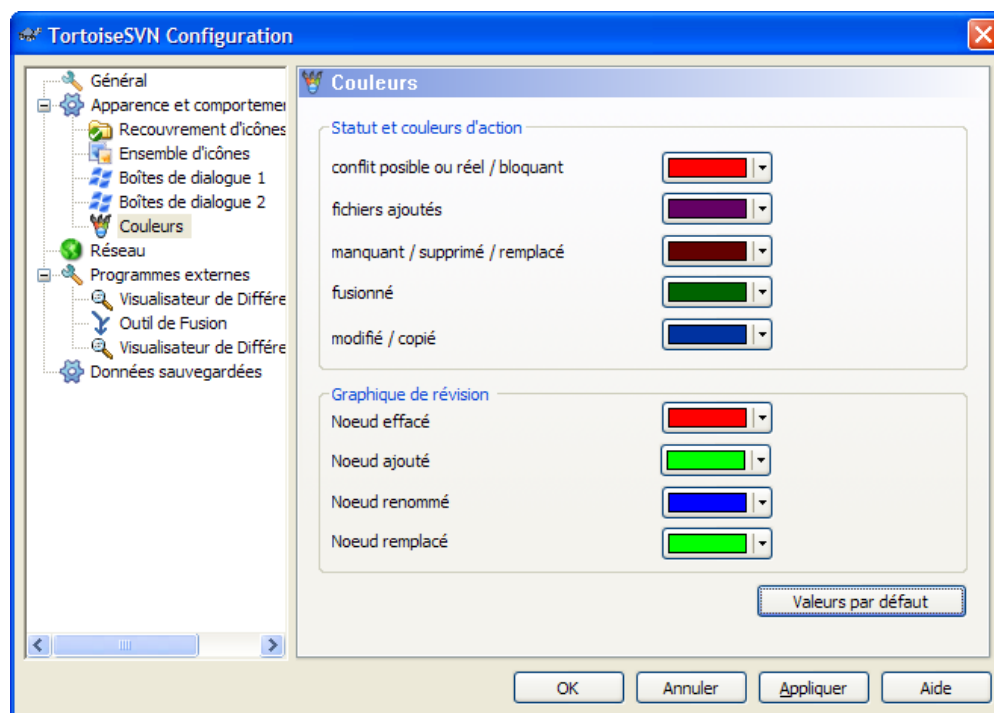 TortoiseSVN Configuration
Général
Apparence et comportemer
Recouvrement d'icônes
Ensemble d'icônes
Boîtes de dialogue 1
Boîtes de dialogue 2
Couleurs
Réseau
Programmes externes
Visualisateur de Différe
Outil de Fusion
Visualisateur de Différe
Données sauvegardées
Couleurs
Statut et couleurs d'action
conflit posible ou réel / bloquant
fichiers ajoutés
manquant / supprimé / remplacé
fusionné
modifié / copié
Graphique de révision
Noeud effacé
Noeud ajouté
Noeud renommé
Noeud remplacé
Valeurs par défaut
OK
Annuler
Appliquer
Aide